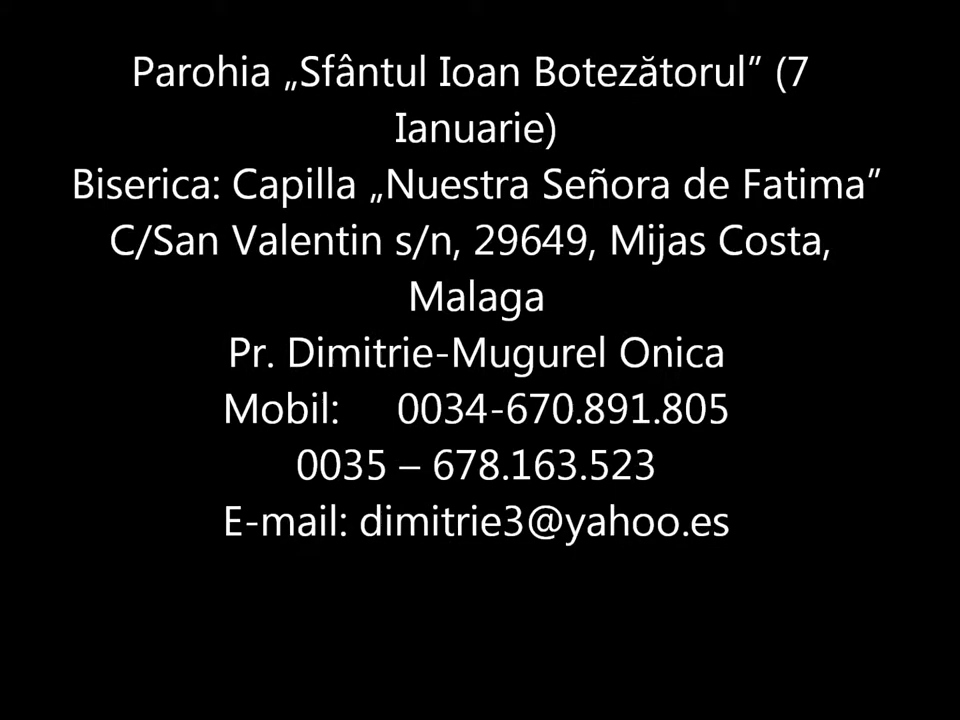 Parohia „Sfântul Ioan Botezătorul” (7
Ianuarie)
Biserica: Capilla „Nuestra Señora de Fatima”
C/San Valentin s/n, 29649, Mijas Costa,
Malaga
Pr. Dimitrie-Mugurel Onica
Mobil: 0034-670.891.805
0035 – 678.163.523
E-mail: dimitrie3@yahoo.es